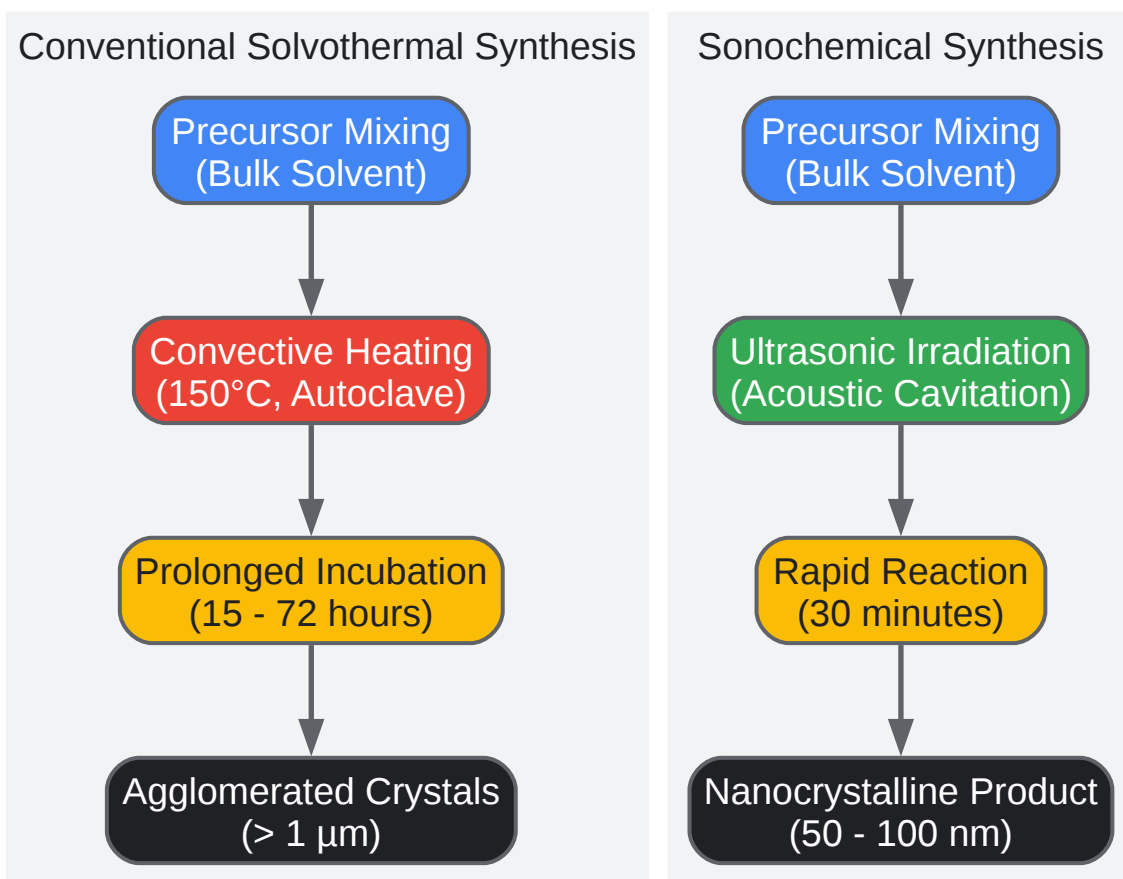 Conventional Solvothermal Synthesis
Precursor Mixing
(Bulk Solvent)
Convective Heating
(150°C, Autoclave)
Prolonged Incubation
(15 - 72 hours)
Agglomerated Crystals
(> 1 µm)
Sonochemical Synthesis
Precursor Mixing
(Bulk Solvent)
Ultrasonic Irradiation
(Acoustic Cavitation)
Rapid Reaction
(30 minutes)
Nanocrystalline Product
(50 - 100 nm)